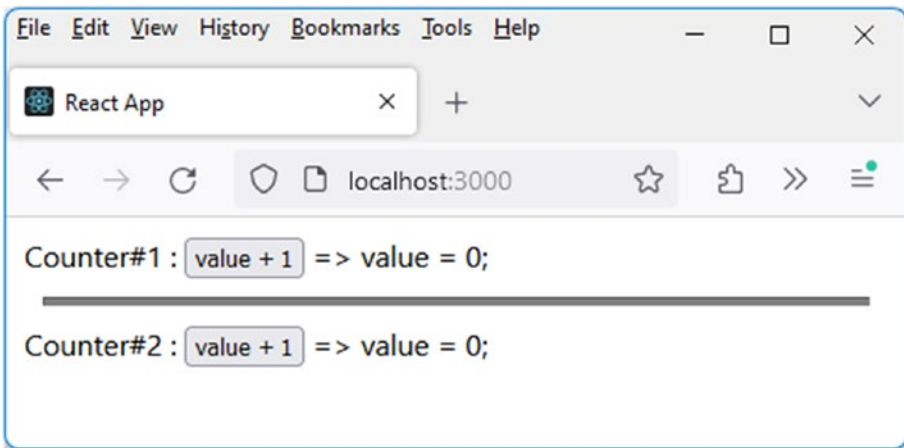 File Edit View History Bookmarks Tools Help
React App
localhost:3000
Counter#1 : value + 1 => value = 0;
Counter#2 : value + 1 => value = 0;